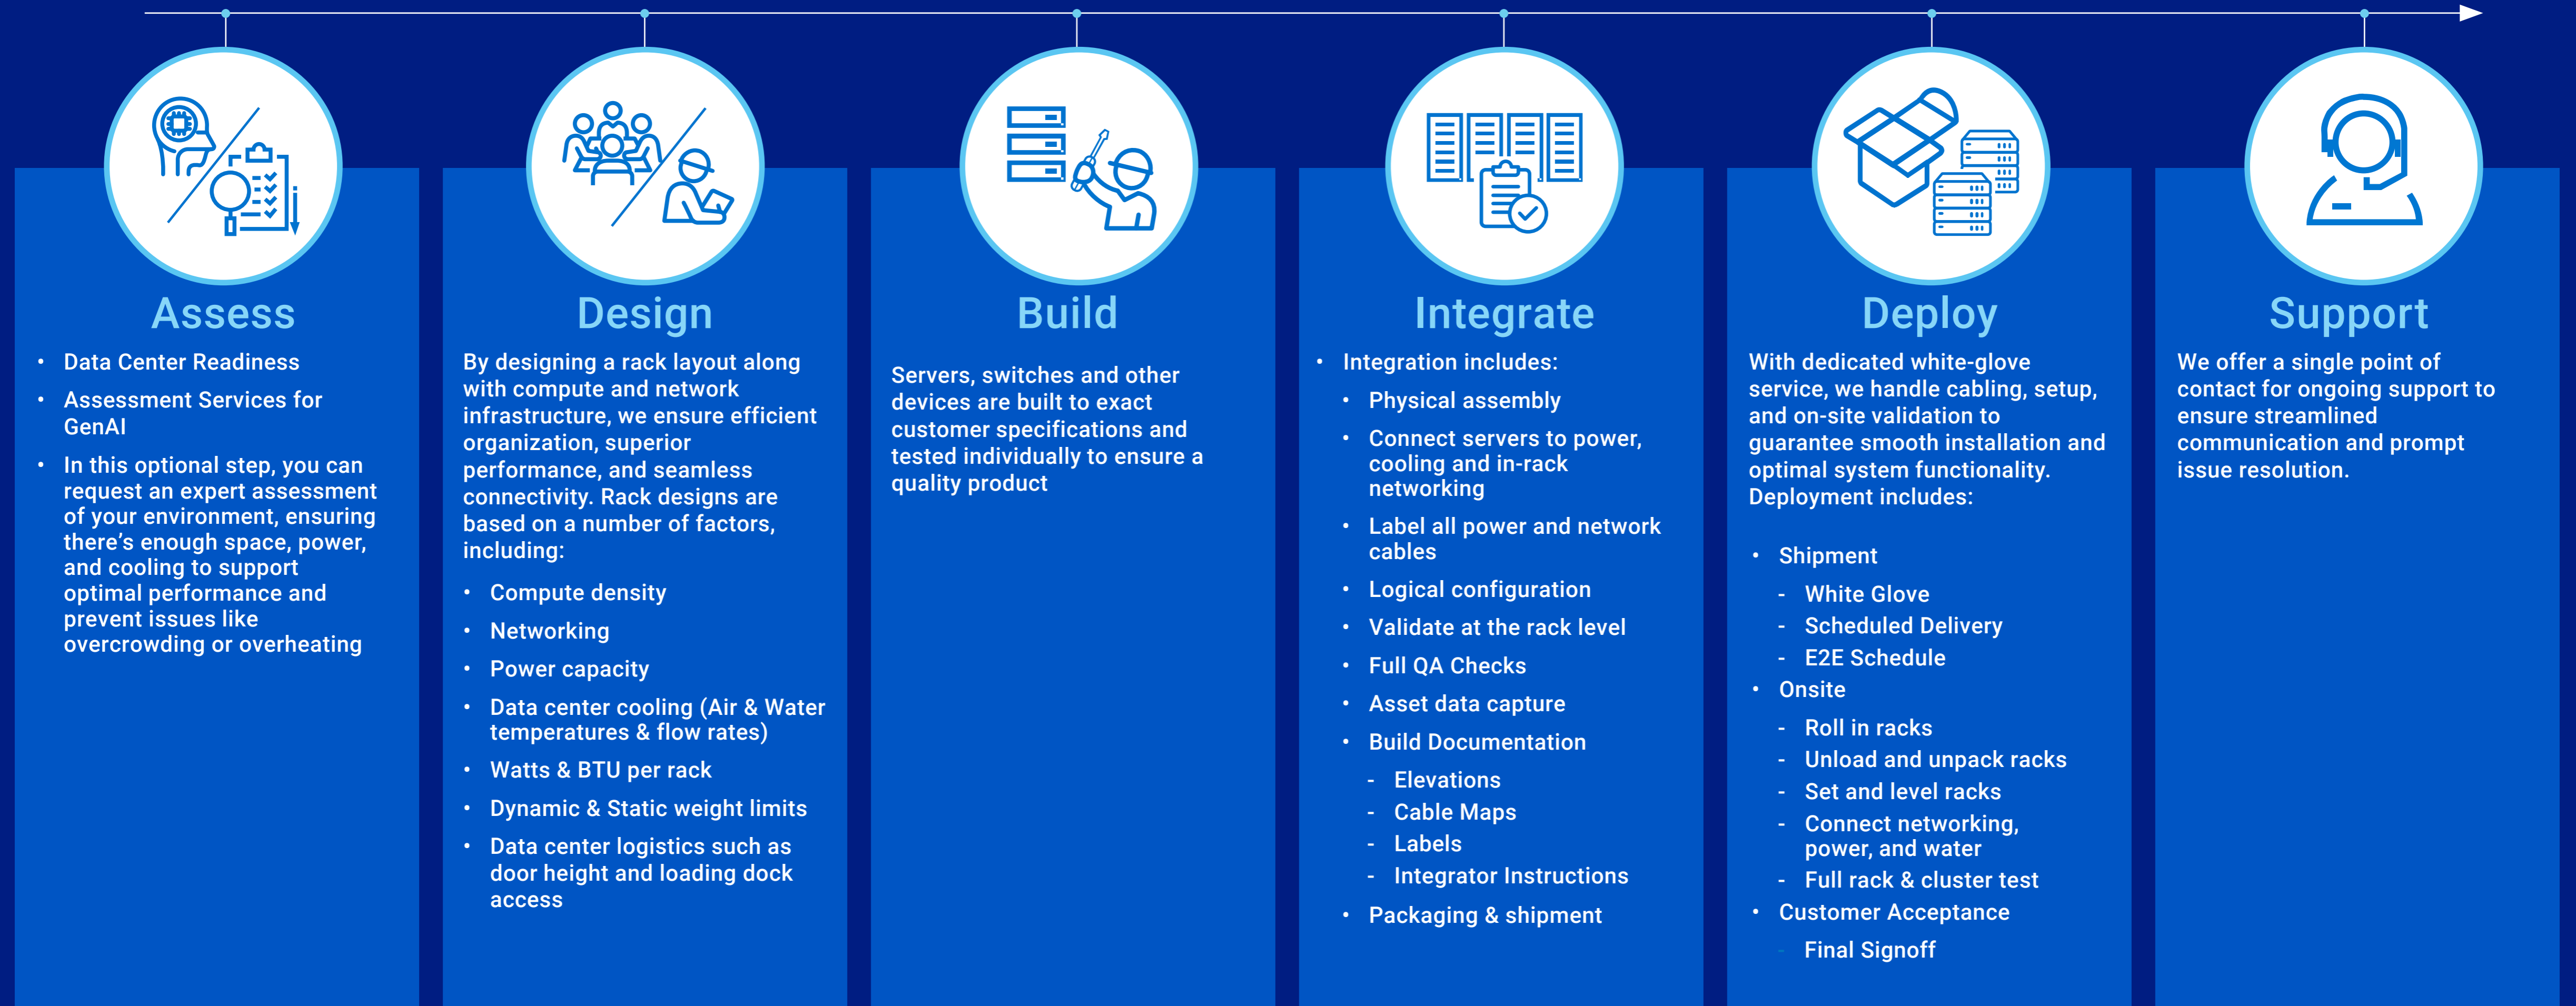 Assess
• Data Center Readiness
• Assessment Services for
GenAI
• In this optional step, you can
request an expert assessment
of your environment, ensuring
there’s enough space, power,
and cooling to support
optimal performance and
prevent issues like
overcrowding or overheating
Design
By designing a rack layout along
with compute and network
infrastructure, we ensure efficient
organization, superior
performance, and seamless
connectivity. Rack designs are
based on a number of factors,
including:
• Compute density
• Networking
• Power capacity
• Data center cooling (Air & Water
temperatures & flow rates)
• Watts & BTU per rack
• Dynamic & Static weight limits
• Data center logistics such as
door height and loading dock
access
Build
Servers, switches and other
devices are built to exact
customer specifications and
tested individually to ensure a
quality product
Integrate
• Integration includes:
• Physical assembly
• Connect servers to power,
cooling and in-rack
networking
• Label all power and network
cables
• Logical configuration
• Validate at the rack level
• Full QA Checks
• Asset data capture
• Build Documentation
- Elevations
- Cable Maps
- Labels
- Integrator Instructions
• Packaging & shipment
Deploy
With dedicated white-glove
service, we handle cabling, setup,
and on-site validation to
guarantee smooth installation and
optimal system functionality.
Deployment includes:
• Shipment
- White Glove
- Scheduled Delivery
- E2E Schedule
• Onsite
- Roll in racks
- Unload and unpack racks
- Set and level racks
- Connect networking,
power, and water
- Full rack & cluster test
• Customer Acceptance
- Final Signoff
Support
We offer a single point of
contact for ongoing support to
ensure streamlined
communication and prompt
issue resolution.